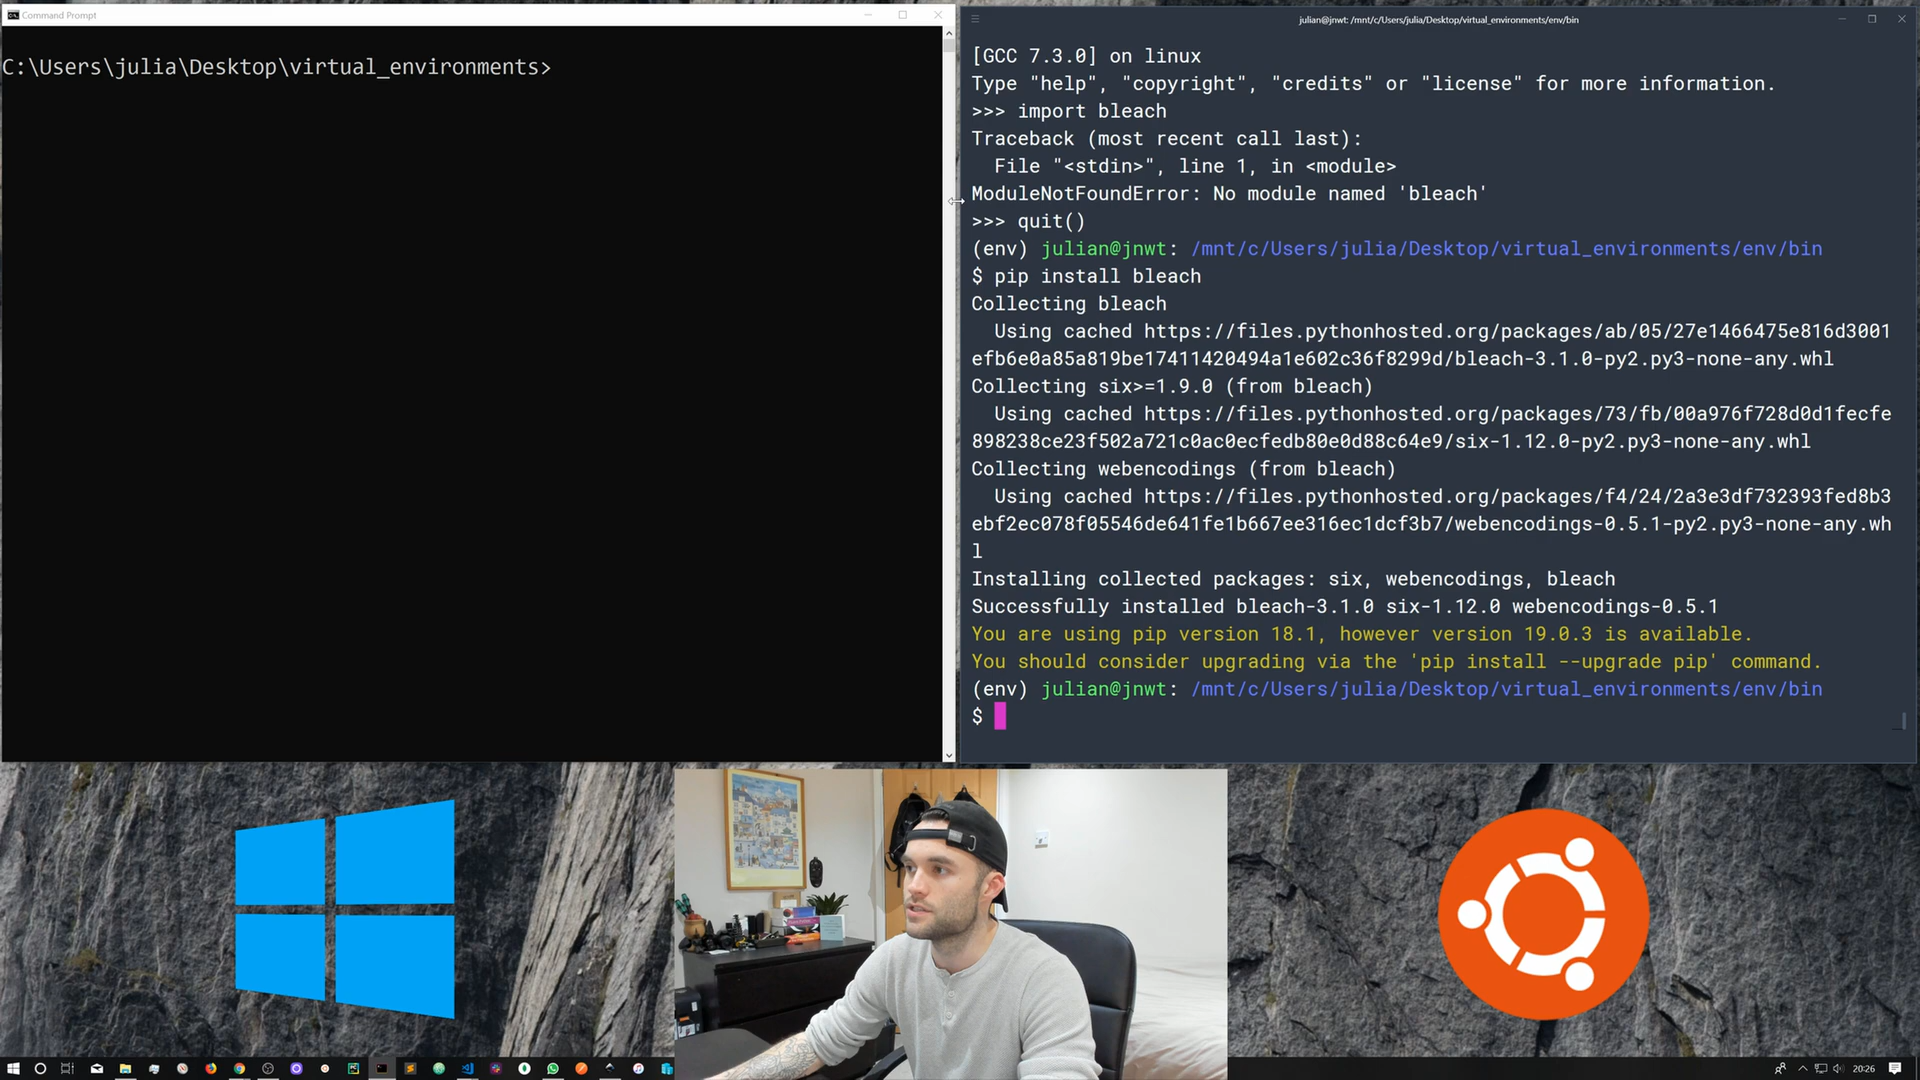 Command Prompt
C:\Users\julia\Desktop\virtual_environments>
julian@jnwt: /mnt/c/Users/julia/Desktop/virtual_environments/env/bin
[GCC 7.3.0] on linux
Type "help", "copyright", "credits" or "license" for more information.
>>> import bleach
Traceback (most recent call last):
  File "<stdin>", line 1, in <module>
ModuleNotFoundError: No module named 'bleach'
>>> quit()
(env) julian@jnwt: /mnt/c/Users/julia/Desktop/virtual_environments/env/bin
$ pip install bleach
Collecting bleach
  Using cached https://files.pythonhosted.org/packages/ab/05/27e1466475e816d3001
efb6e0a85a819be17411420494a1e602c36f8299d/bleach-3.1.0-py2.py3-none-any.whl
Collecting six>=1.9.0 (from bleach)
  Using cached https://files.pythonhosted.org/packages/73/fb/00a976f728d0d1fecfe
898238ce23f502a721c0ac0ecfedb80e0d88c64e9/six-1.12.0-py2.py3-none-any.whl
Collecting webencodings (from bleach)
  Using cached https://files.pythonhosted.org/packages/f4/24/2a3e3df732393fed8b3
ebf2ec078f05546de641fe1b667ee316ec1dcf3b7/webencodings-0.5.1-py2.py3-none-any.wh
l
Installing collected packages: six, webencodings, bleach
Successfully installed bleach-3.1.0 six-1.12.0 webencodings-0.5.1
You are using pip version 18.1, however version 19.0.3 is available.
You should consider upgrading via the 'pip install --upgrade pip' command.
(env) julian@jnwt: /mnt/c/Users/julia/Desktop/virtual_environments/env/bin
$
20:26